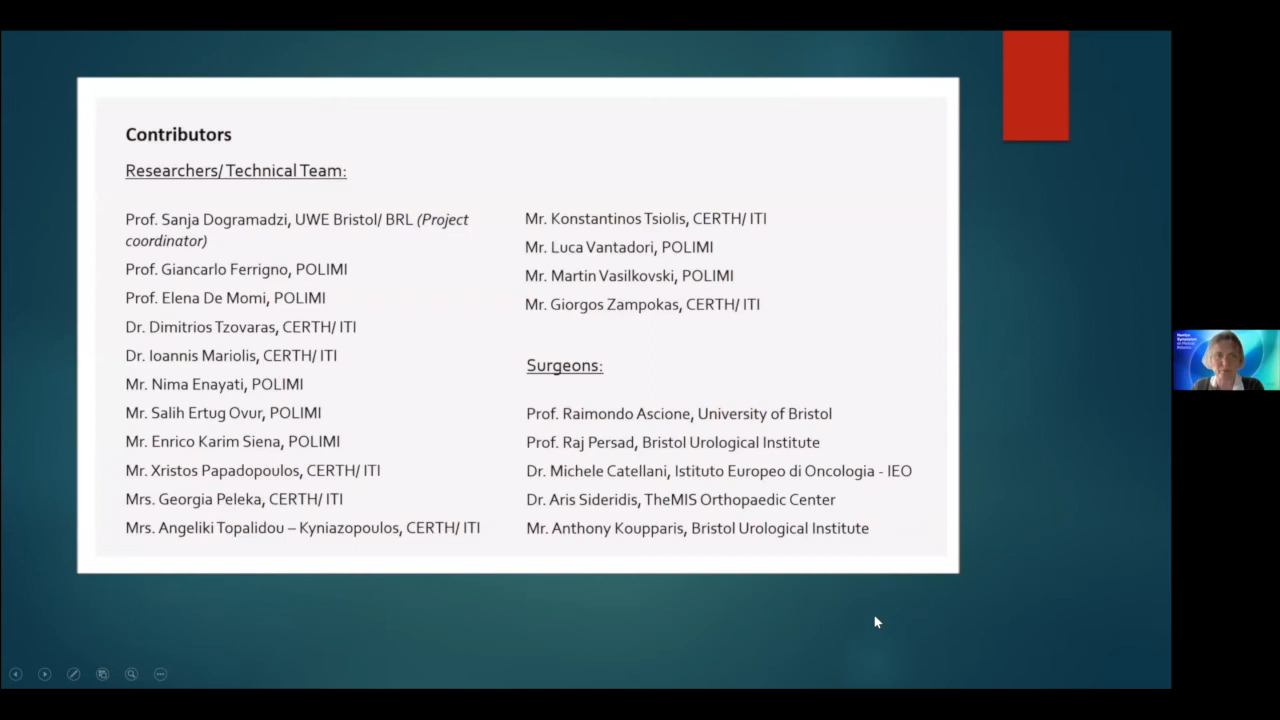 Contributors
Researchers/ Technical Team:
Prof. Sanja Dogramadzi, UWE Bristol/ BRL (Project
coordinator)
Prof. Giancarlo Ferrigno, POLIMI
Prof. Elena De Momi, POLIMI
Dr. Dimitrios Tzovaras, CERTH/ ITI
Dr. Ioannis Mariolis, CERTH/ ITI
Mr. Nima Enayati, POLIMI
Mr. Salih Ertug Ovur, POLIMI
Mr. Enrico Karim Siena, POLIMI
Mr. Xristos Papadopoulos, CERTH/ ITI
Mrs. Georgia Peleka, CERTH/ ITI
Mrs. Angeliki Topalidou – Kyniazopoulos, CERTH/ ITI
Mr. Konstantinos Tsiolis, CERTH/ ITI
Mr. Luca Vantadori, POLIMI
Mr. Martin Vasilkovski, POLIMI
Mr. Giorgos Zampokas, CERTH/ ITI
Surgeons:
Prof. Raimondo Ascione, University of Bristol
Prof. Raj Persad, Bristol Urological Institute
Dr. Michele Catellani, Istituto Europeo di Oncologia - IEO
Dr. Aris Sideridis, TheMIS Orthopaedic Center
Mr. Anthony Koupparis, Bristol Urological Institute
Hamlyn
Symposium